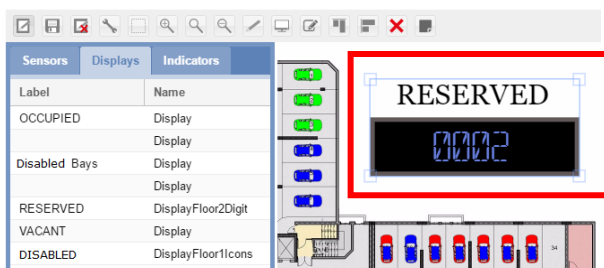 Sensors Displays Indicators
Label Name
OCCUPIED Display
Display
Disabled Bays Display
Display
RESERVED DisplayFloor2Digit
VACANT Display
DISABLED DisplayFloor1Icons
RESERVED
0002
34